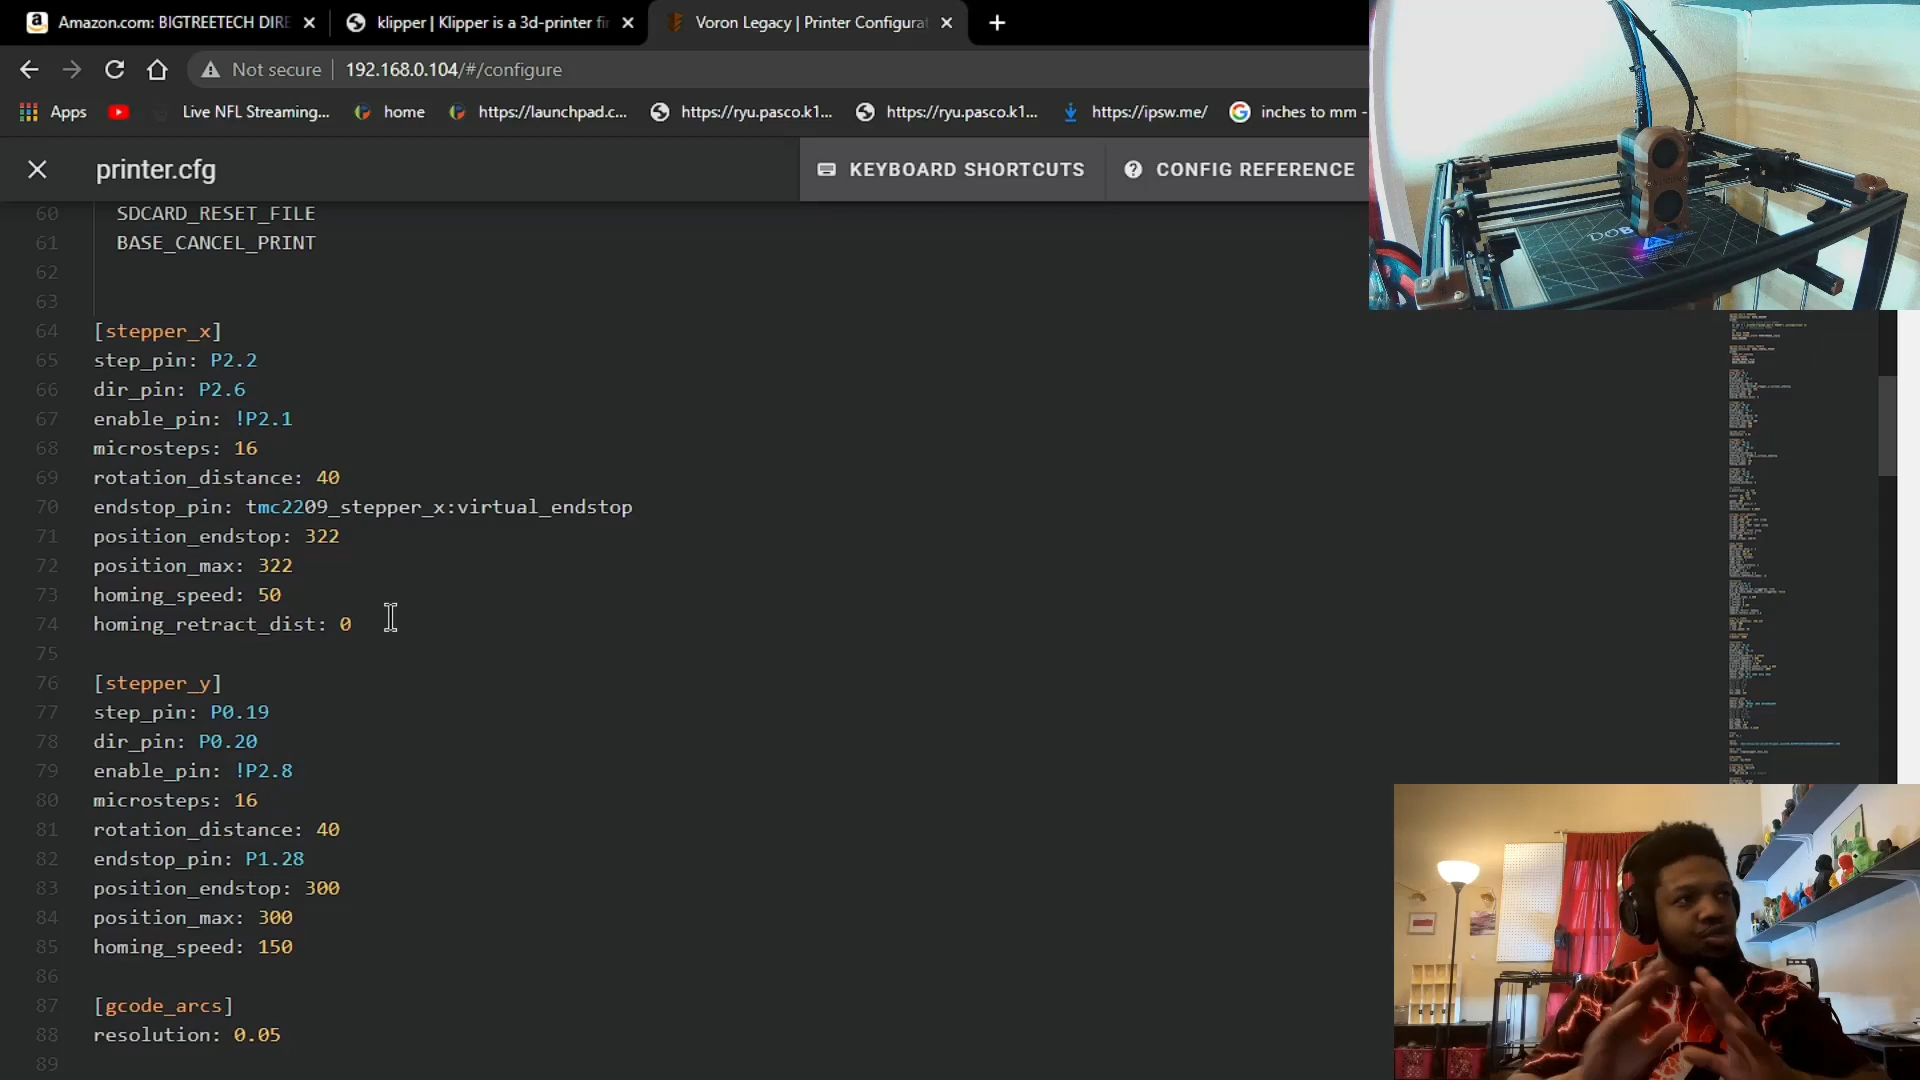 Amazon.com: BIGTREETECH DIRE
klipper | Klipper is a 3d-printer fir
Voron Legacy | Printer Configurat
Not secure 192.168.0.104/#/configure
Apps
Live NFL Streaming...
home
https://launchpad.c...
https://ryu.pasco.k1...
https://ryu.pasco.k1...
https://ipsw.me/
inches to mm -
printer.cfg
KEYBOARD SHORTCUTS
CONFIG REFERENCE
60 SDCARD_RESET_FILE
61 BASE_CANCEL_PRINT
62
63
64 [stepper_x]
65 step_pin: P2.2
66 dir_pin: P2.6
67 enable_pin: !P2.1
68 microsteps: 16
69 rotation_distance: 40
70 endstop_pin: tmc2209_stepper_x:virtual_endstop
71 position_endstop: 322
72 position_max: 322
73 homing_speed: 50
74 homing_retract_dist: 0
75
76 [stepper_y]
77 step_pin: P0.19
78 dir_pin: P0.20
79 enable_pin: !P2.8
80 microsteps: 16
81 rotation_distance: 40
82 endstop_pin: P1.28
83 position_endstop: 300
84 position_max: 300
85 homing_speed: 150
86
87 [gcode_arcs]
88 resolution: 0.05
89